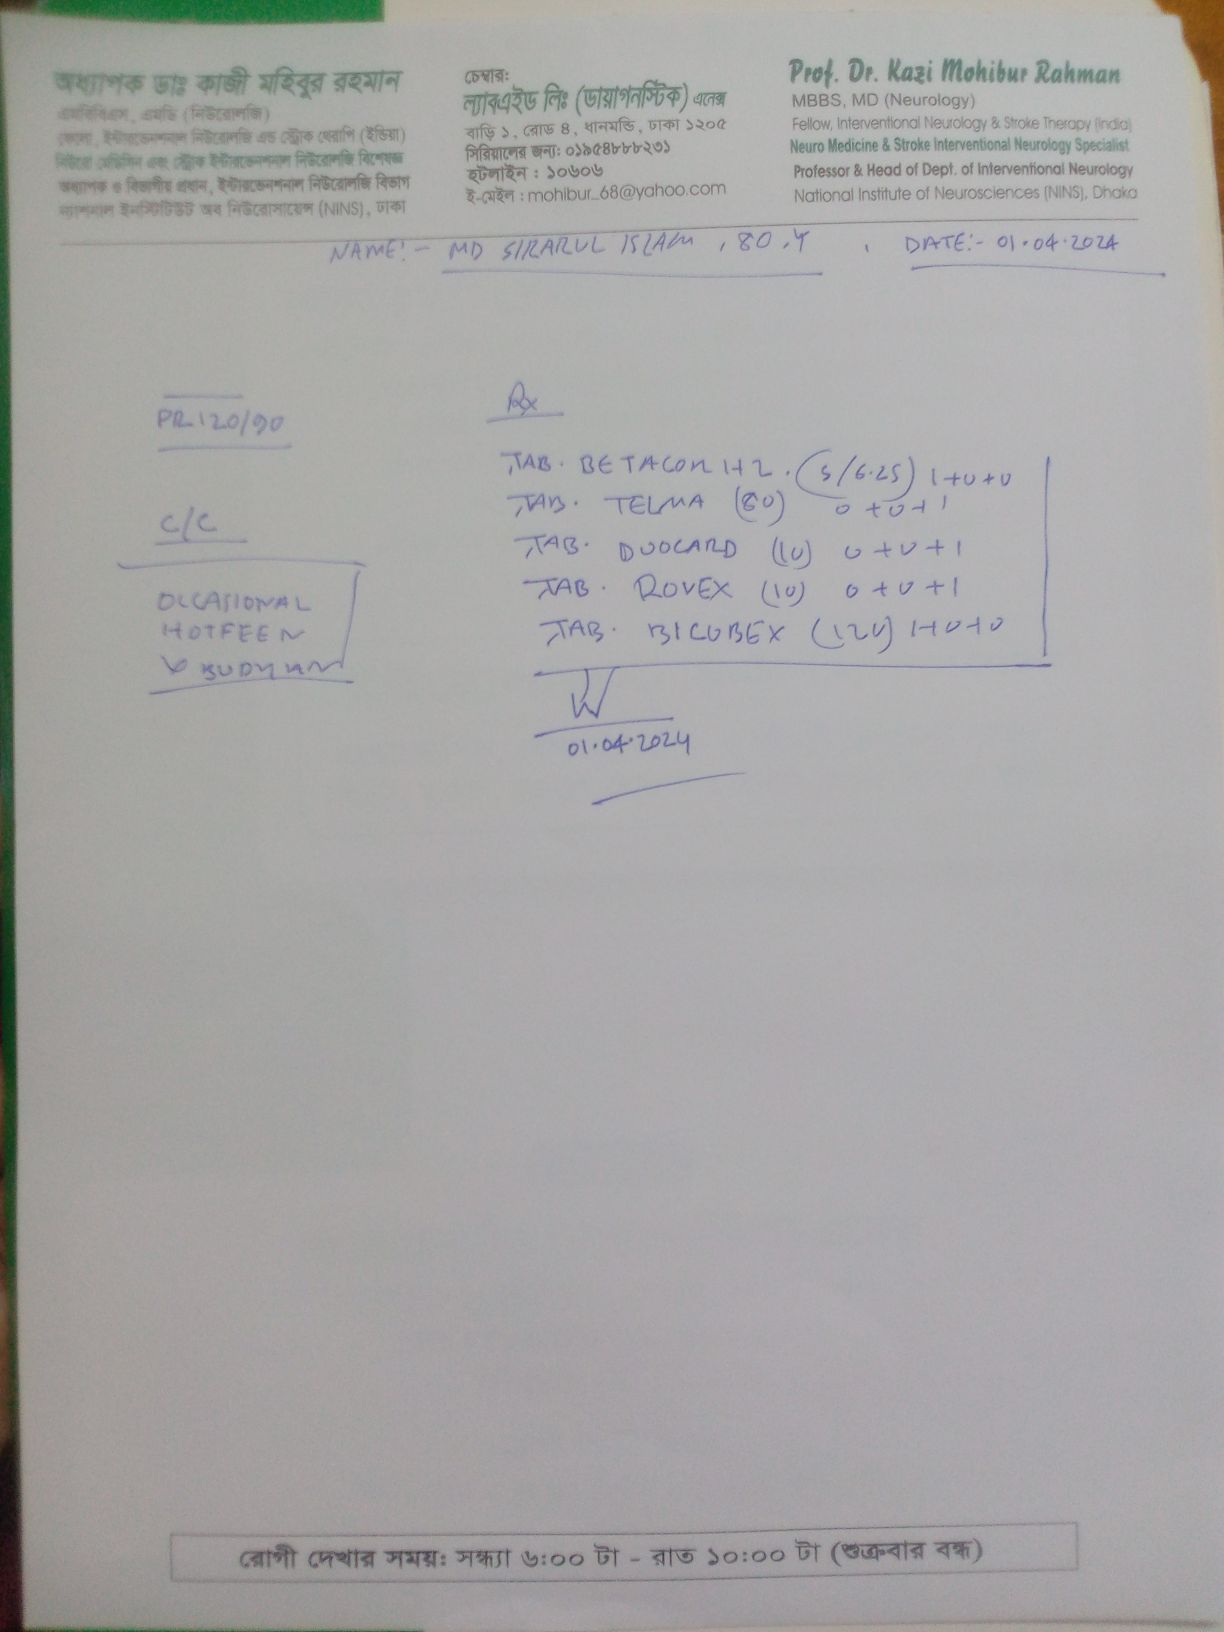 অধ্যাপক ডাঃ কাজী মহিবুর রহমান
এমবিবিএস, এমডি (নিউরোলজি)
ফেলো, ইন্টারভেনশনাল নিউরোলজি এন্ড স্ট্রোক থেরাপি (ইন্ডিয়া)
নিউরো মেডিসিন এবং স্ট্রোক ইন্টারভেনশনাল নিউরোলজি বিশেষজ্ঞ
অধ্যাপক ও বিভাগীয় প্রধান, ইন্টারভেনশনাল নিউরোলজি বিভাগ
ন্যাশনাল ইনস্টিটিউট অব নিউরোসায়েন্স (NINS), ঢাকা
চেম্বার:
ল্যাবএইড লিঃ (ডায়াগনস্টিক) এনেক্স
বাড়ি ১, রোড ৪, ধানমন্ডি, ঢাকা ১২০৫
সিরিয়ালের জন্য: ০১৯৫৪৮৮৮২৩১
হটলাইন : ১০৬০৬
ই-মেইল : mohibur_68@yahoo.com
Prof. Dr. Kazi Mohibur Rahman
MBBS, MD (Neurology)
Fellow, Interventional Neurology & Stroke Therapy (India)
Neuro Medicine & Stroke Interventional Neurology Specialist
Professor & Head of Dept. of Interventional Neurology
National Institute of Neurosciences (NINS), Dhaka
NAME:- MD SIRARUL ISLAM, 80.Y, DATE:- 01.04.2024
120/90
C/C
OCCASIONAL
Rx
TAB. (5/6.25) 1+0+0
TAB. TELMA (80) 0+0+1
TAB. DUOCARD (10) 0+0+1
TAB. ROVEX (10) 0+0+1
TAB. BICOBEX (120) 1+0+0
01.04.2024
রোগী দেখার সময়: সন্ধ্যা ৬:০০ টা - রাত ১০:০০ টা (শুক্রবার বন্ধ)